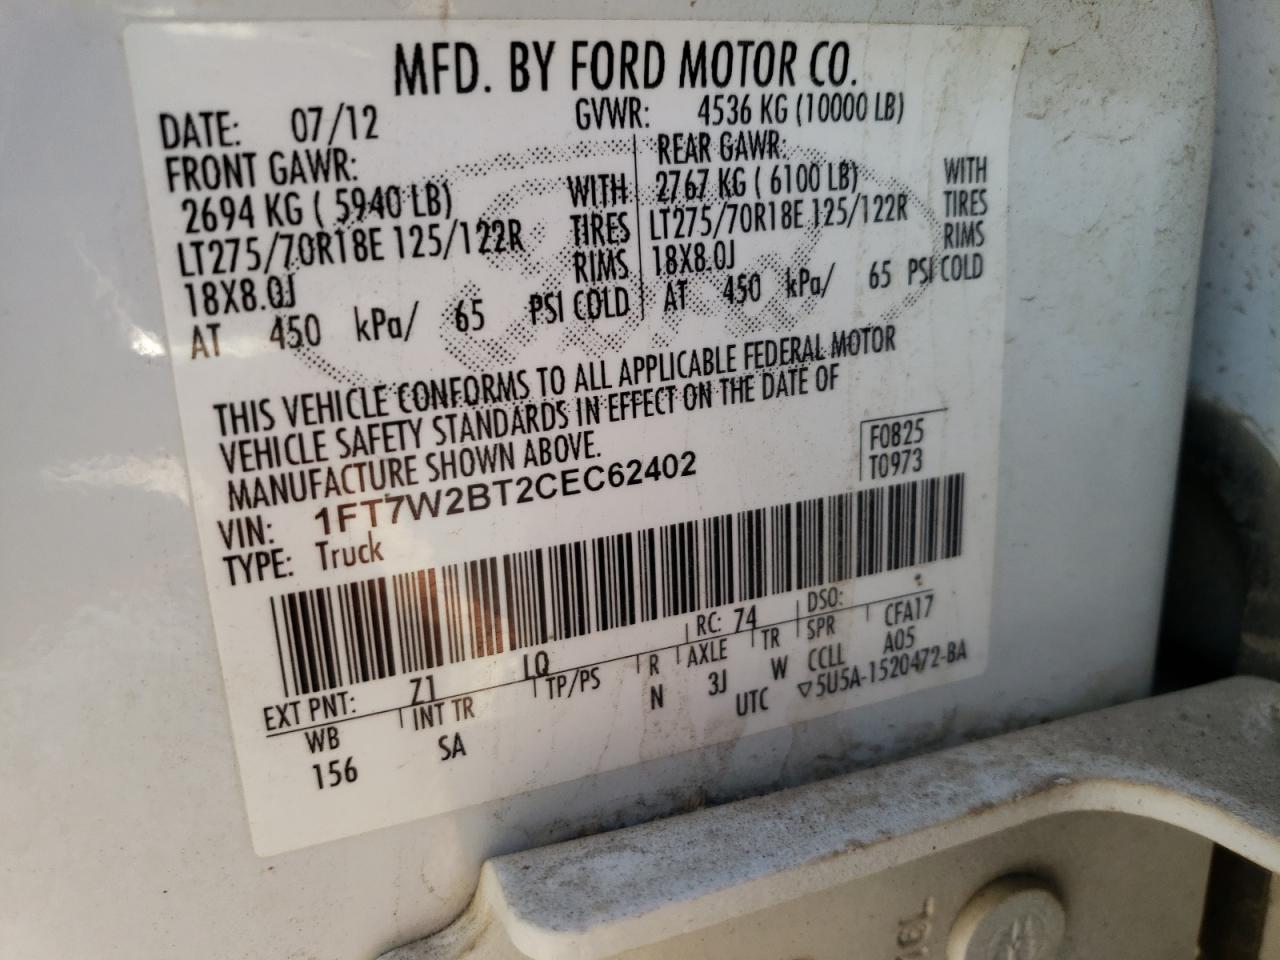 MFD. BY FORD MOTOR CO.
DATE: 07/12 GVWR: 4536 KG (10000 LB)
FRONT GAWR: REAR GAWR:
2694 KG ( 5940 LB) WITH 2767 KG ( 6100 LB) WITH
LT275/70R18E 125/122R TIRES LT275/70R18E 125/122R TIRES
18X8.0J RIMS 18X8.0J RIMS
AT 450 kPa/ 65 PSI COLD AT 450 kPa/ 65 PSI COLD
THIS VEHICLE CONFORMS TO ALL APPLICABLE FEDERAL MOTOR
VEHICLE SAFETY STANDARDS IN EFFECT ON THE DATE OF
MANUFACTURE SHOWN ABOVE.
VIN: 1FT7W2BT2CEC62402
F0825
T0973
TYPE: Truck
RC: 74 DSO:
EXT PNT: Z1 LQ
WB INT TR TP/PS R AXLE TR SPR CFA17
156 SA N 3J W CCLL A05
UTC ▽5U5A-1520472-BA